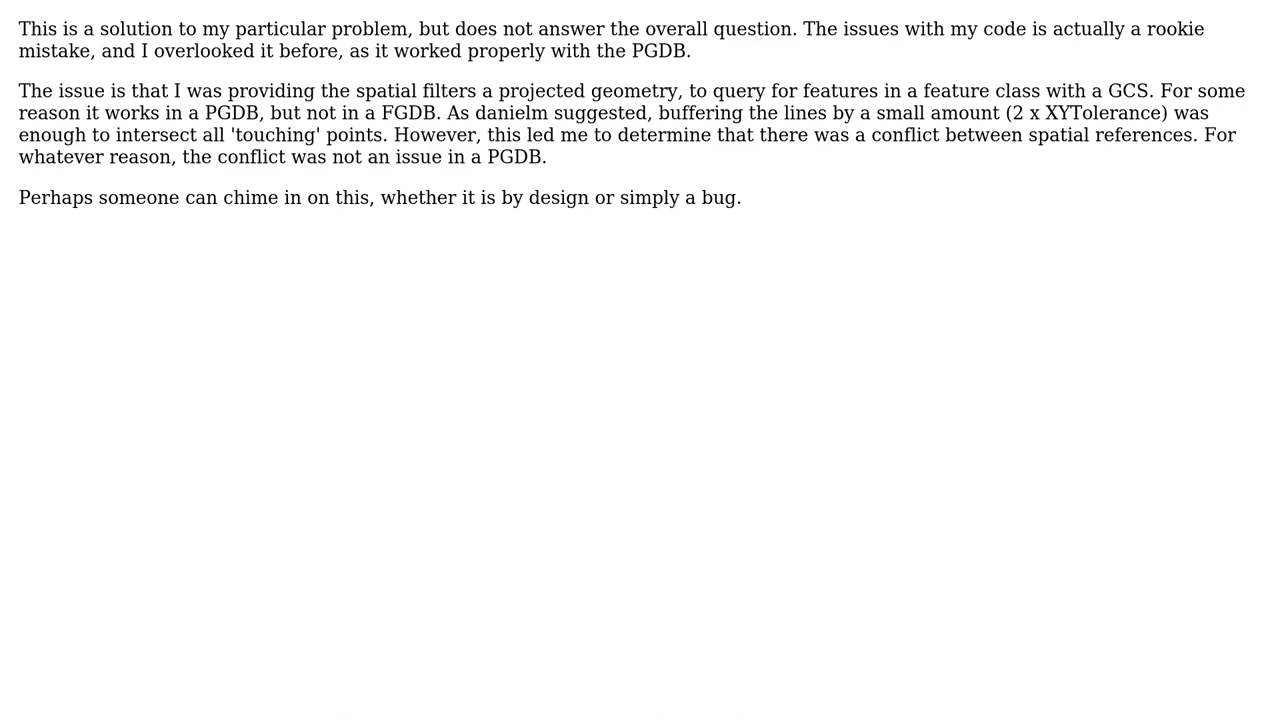 This is a solution to my particular problem, but does not answer the overall question. The issues with my code is actually a rookie
mistake, and I overlooked it before, as it worked properly with the PGDB.
The issue is that I was providing the spatial filters a projected geometry, to query for features in a feature class with a GCS. For some
reason it works in a PGDB, but not in a FGDB. As danielm suggested, buffering the lines by a small amount (2 x XYTolerance) was
enough to intersect all 'touching' points. However, this led me to determine that there was a conflict between spatial references. For
whatever reason, the conflict was not an issue in a PGDB.
Perhaps someone can chime in on this, whether it is by design or simply a bug.